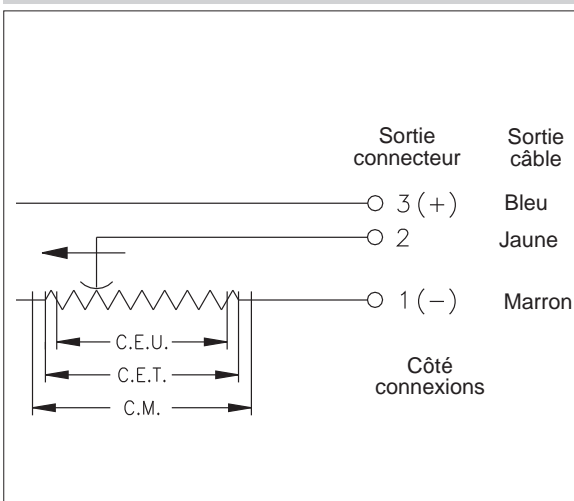 Sortie connecteur
Sortie câble
3 (+) Bleu
2 Jaune
1 (−) Marron
C.E.U.
C.E.T.
C.M.
Côté connexions